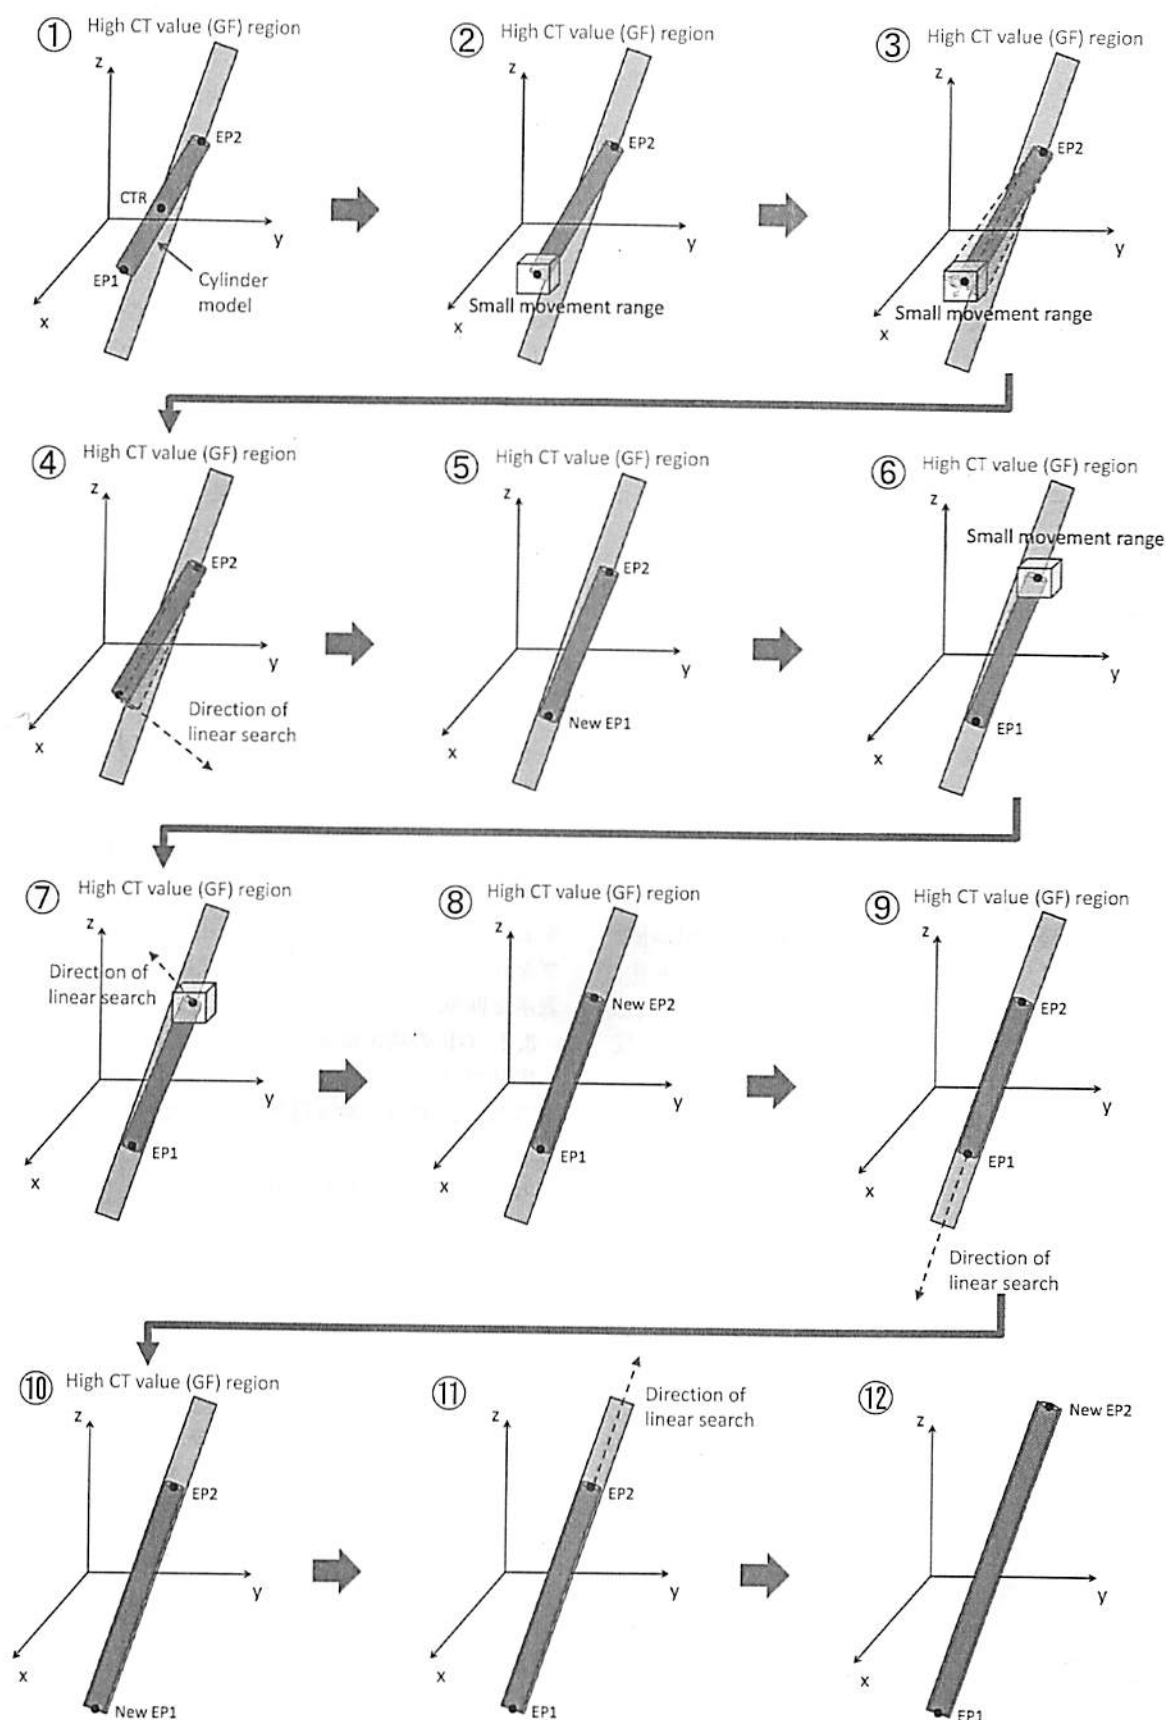 ① High CT value (GF) region
z
EP2
CTR
y
EP1
Cylinder
model
x
② High CT value (GF) region
z
EP2
y
Small movement range
x
③ High CT value (GF) region
z
EP2
y
Small movement range
x
④ High CT value (GF) region
z
EP2
y
Direction of
linear search
x
⑤ High CT value (GF) region
z
EP2
y
New EP1
x
⑥ High CT value (GF) region
z
Small movement range
y
EP1
x
⑦ High CT value (GF) region
z
Direction of
linear search
y
EP1
x
⑧ High CT value (GF) region
z
New EP2
y
EP1
x
⑨ High CT value (GF) region
z
EP2
y
EP1
x
Direction of
linear search
⑩ High CT value (GF) region
z
EP2
y
x
New EP1
⑪
Direction of
linear search
z
EP2
y
x
EP1
⑫
New EP2
z
y
x
EP1